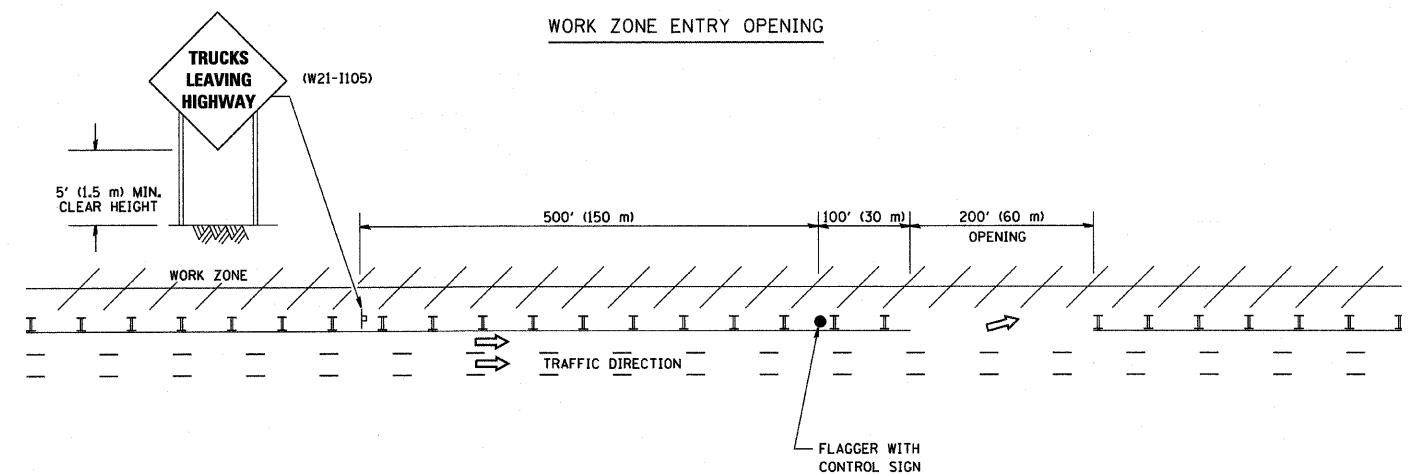 WORK ZONE ENTRY OPENING
TRUCKS
LEAVING
HIGHWAY
(W21-I105)
5' (1.5 m) MIN.
CLEAR HEIGHT
500' (150 m)
100' (30 m)
200' (60 m)
OPENING
WORK ZONE
TRAFFIC DIRECTION
FLAGGER WITH
CONTROL SIGN